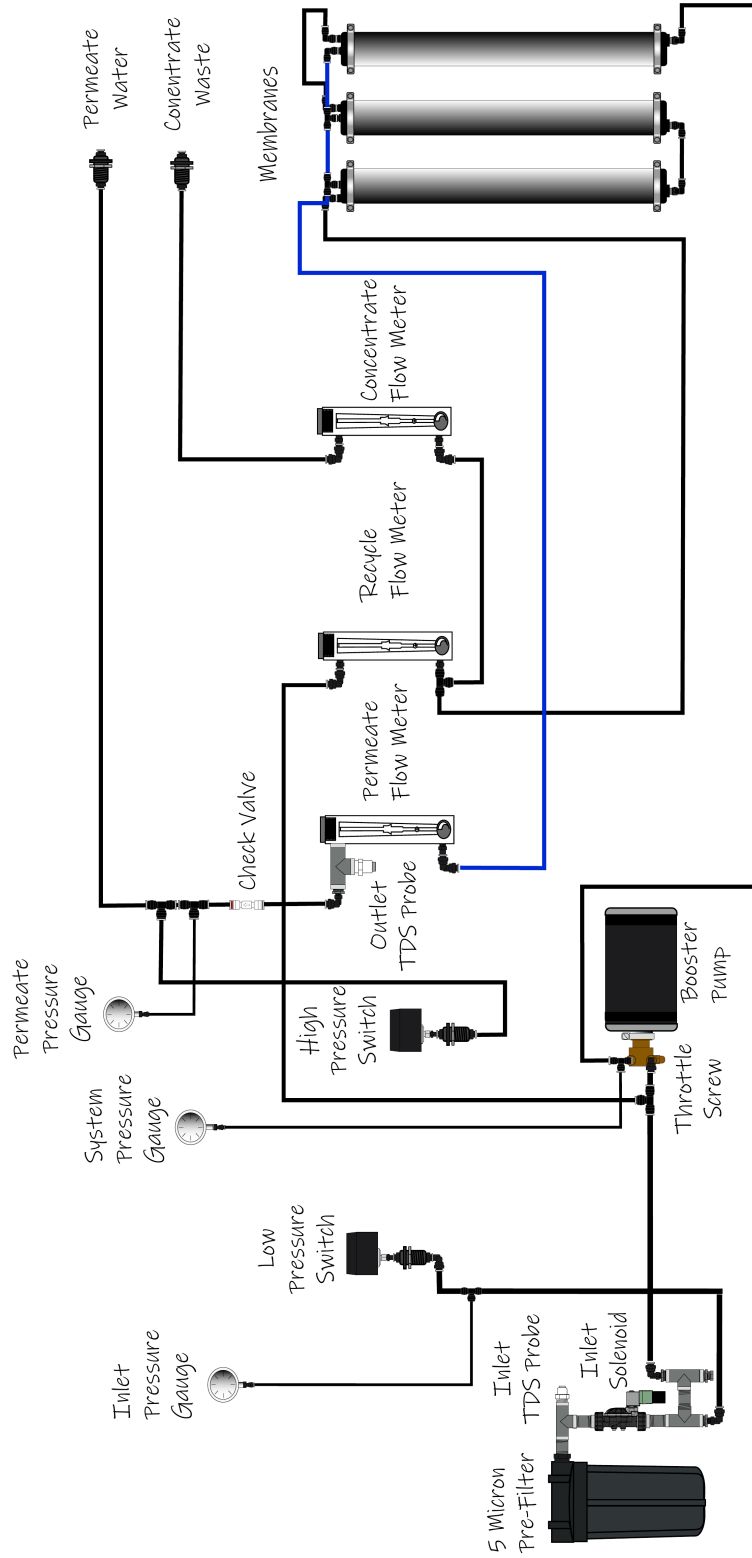 Permeate
Pressure
Gauge
Permeate
Water
System
Pressure
Gauge
Inlet
Pressure
Gauge
Conentrate
Waste
Check Valve
Low
Pressure
Switch
Membranes
High
Pressure
Switch
Outlet
TDS Probe
Permeate
Flow Meter
Recycle
Flow Meter
Concentrate
Flow Meter
5 Micron
Pre-Filter
Inlet
TDS Probe
Inlet
Solenoid
Throttle
Screw
Booster
Pump